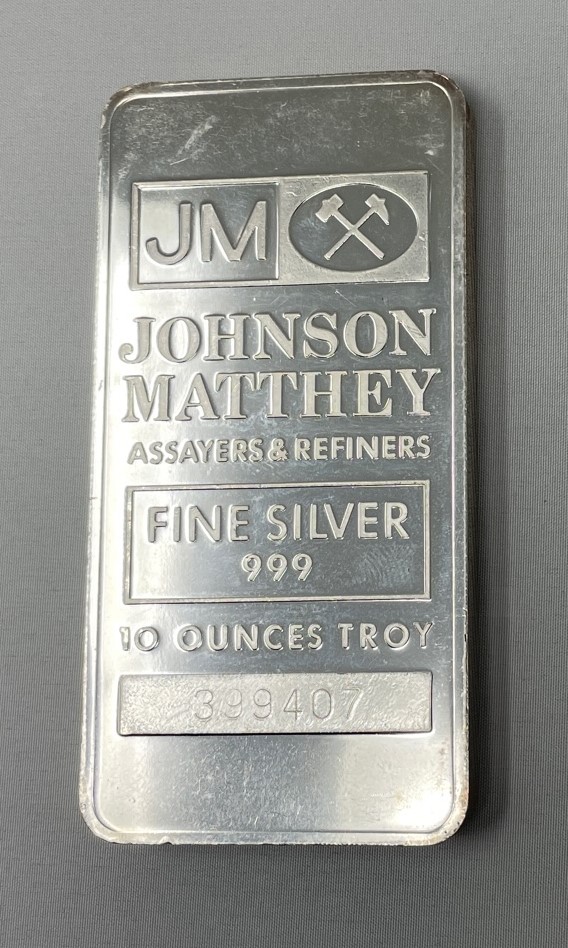 JM
JOHNSON
MATTHEY
ASSAYERS & REFINERS
FINE SILVER
999
10 OUNCES TROY
399407